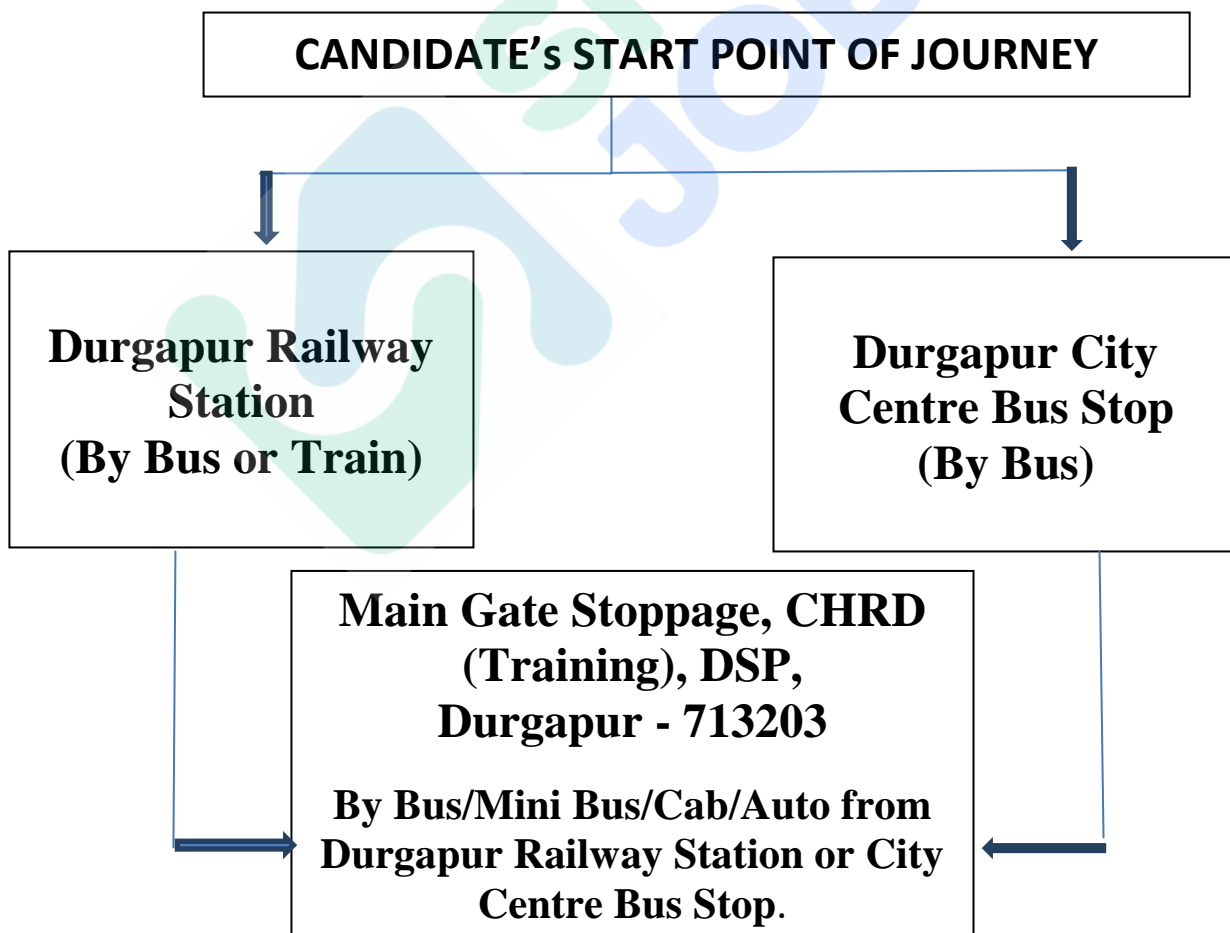 CANDIDATE's START POINT OF JOURNEY
Durgapur Railway
Station
(By Bus or Train)
Durgapur City
Centre Bus Stop
(By Bus)
Main Gate Stoppage, CHRD
(Training), DSP,
Durgapur - 713203
By Bus/Mini Bus/Cab/Auto from
Durgapur Railway Station or City
Centre Bus Stop.